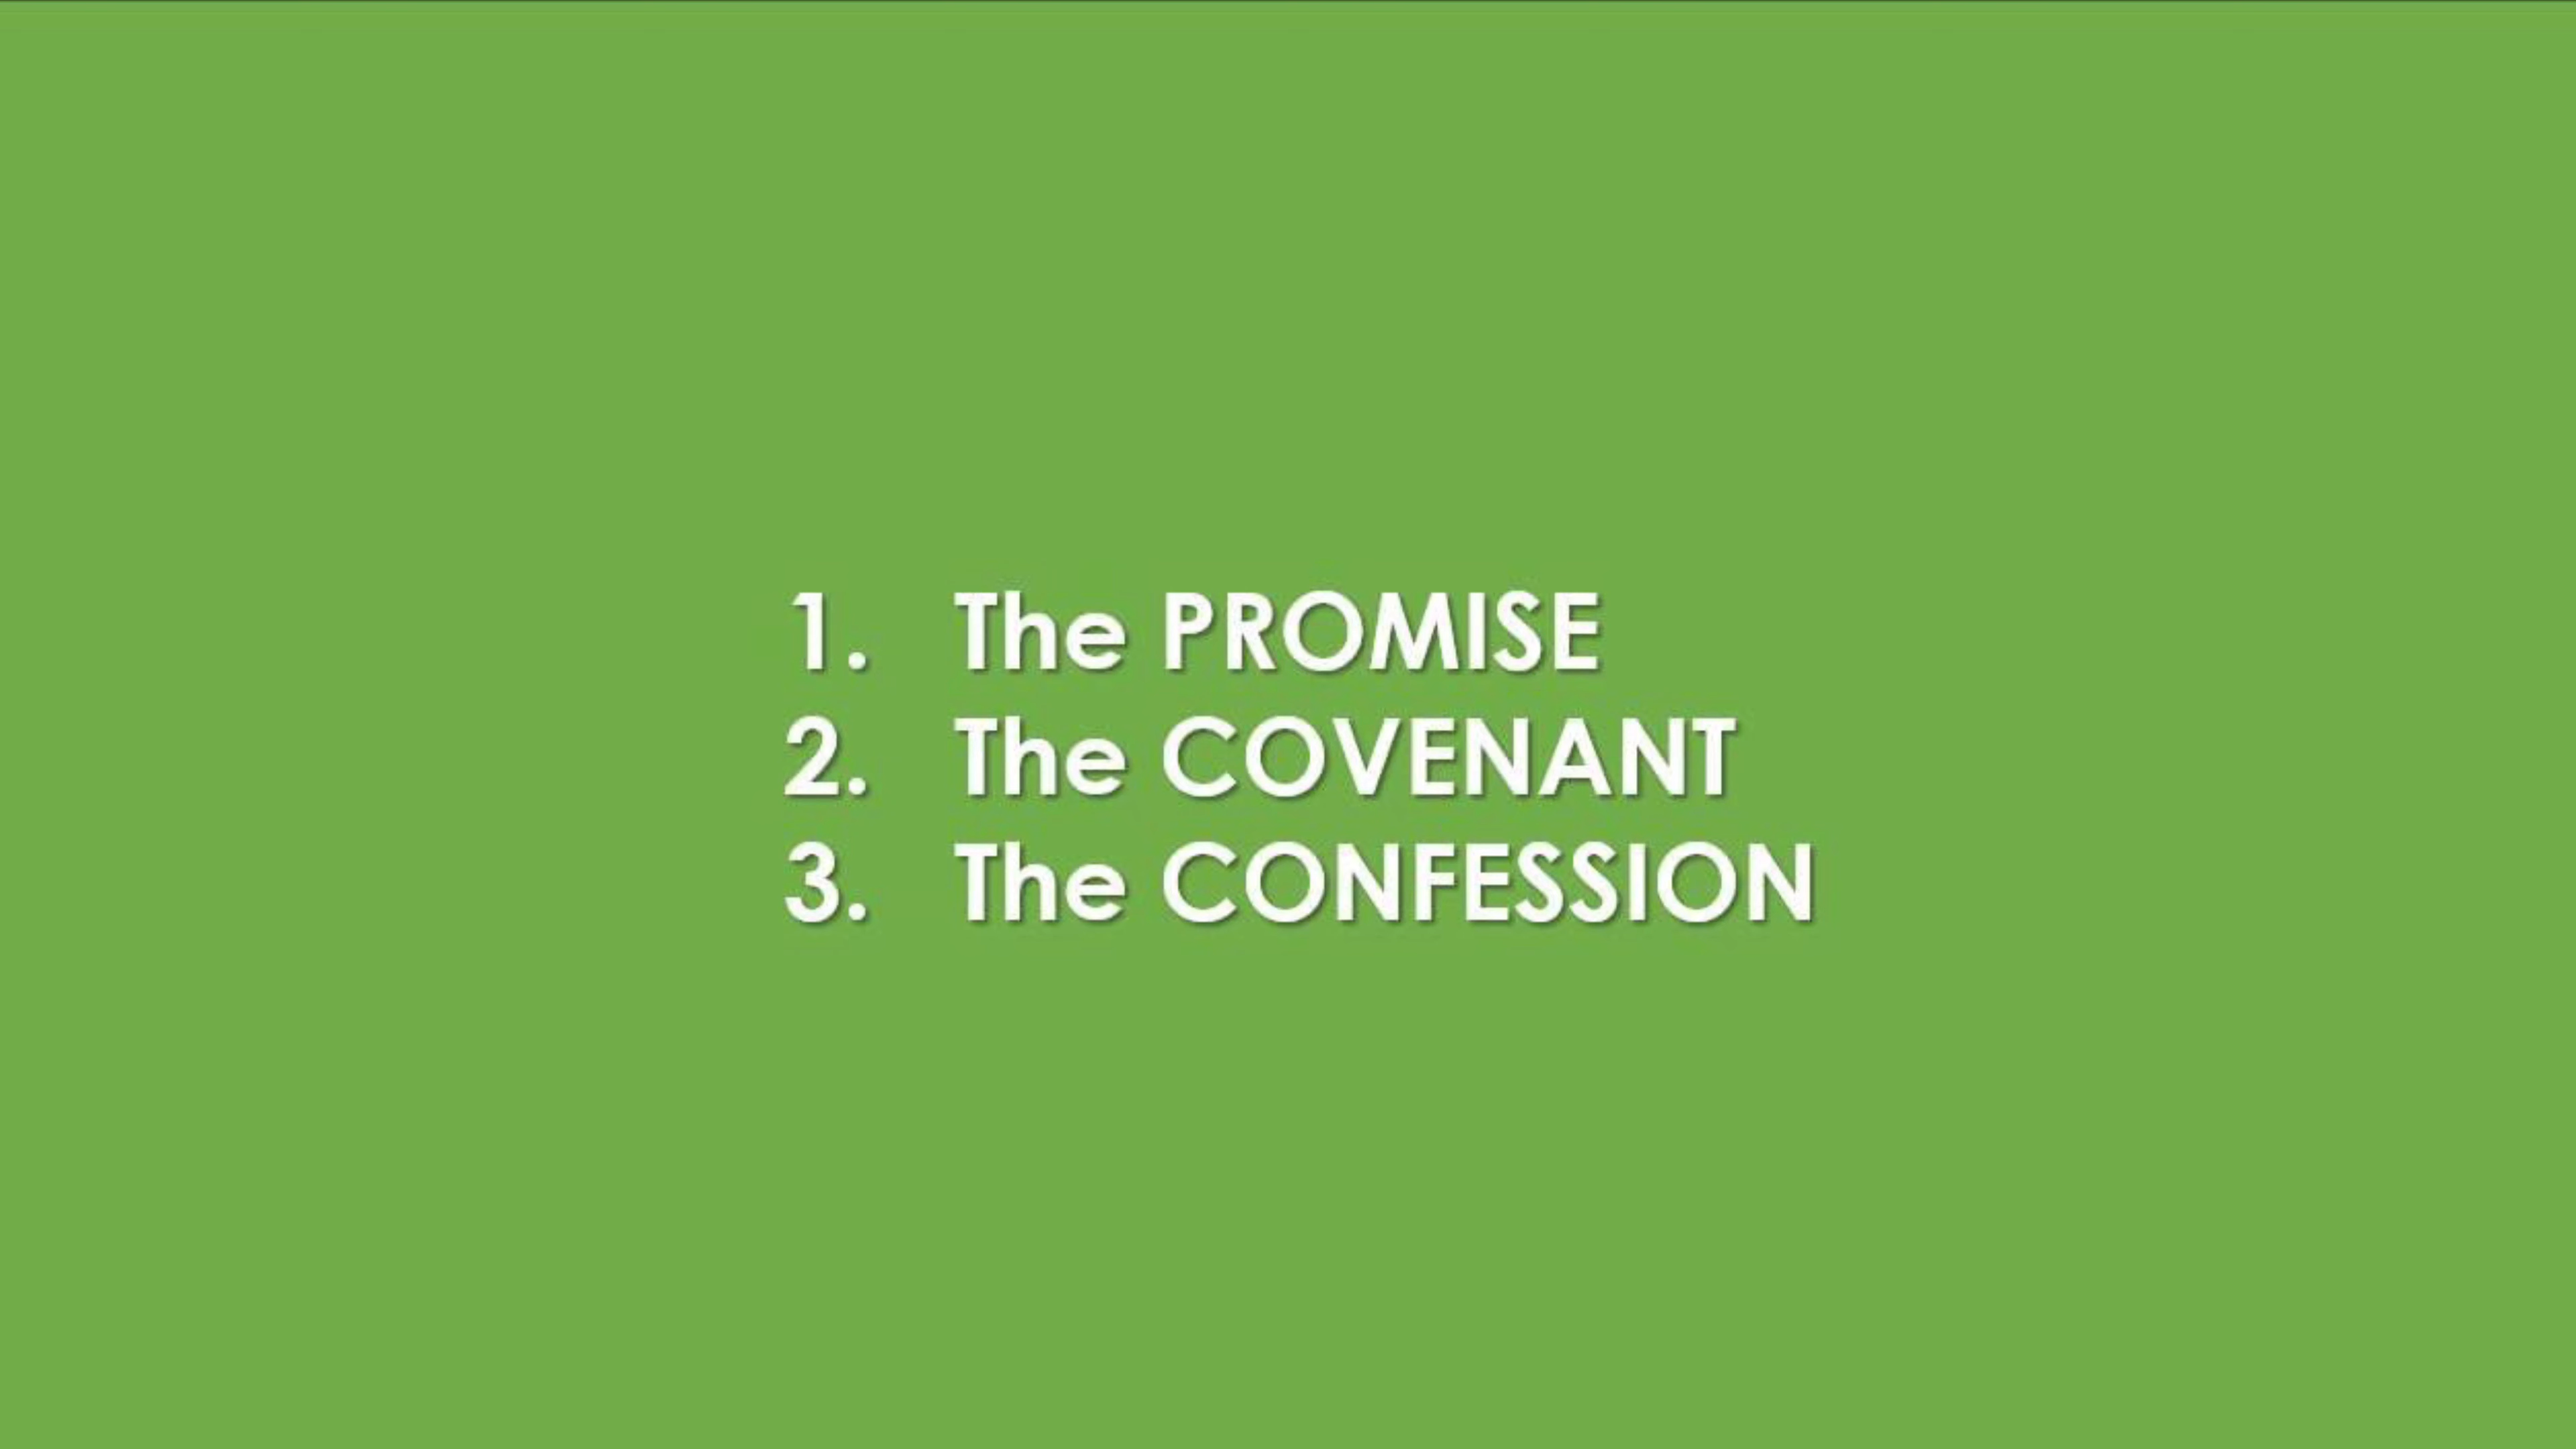 1. The PROMISE
2. The COVENANT
3. The CONFESSION